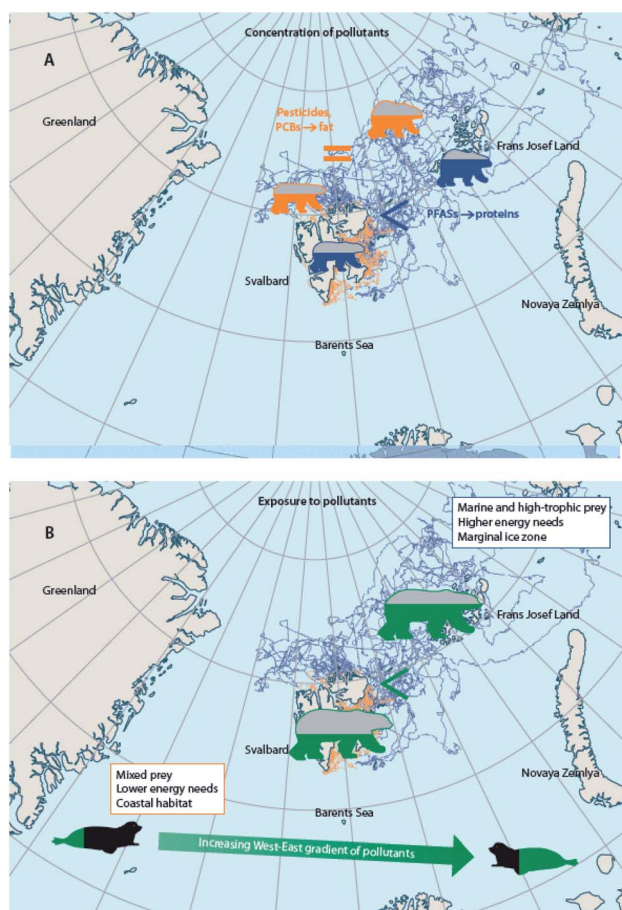 Concentration of pollutants
A
Pesticides,
PCBs → fat
Greenland
Frans Josef Land
PFASs → proteins
Svalbard
Novaya Zemlya
Barents Sea
Exposure to pollutants
B
Marine and high-trophic prey
Higher energy needs
Marginal ice zone
Greenland
Frans Josef Land
Svalbard
Novaya Zemlya
Mixed prey
Lower energy needs
Coastal habitat
Barents Sea
Increasing West-East gradient of pollutants